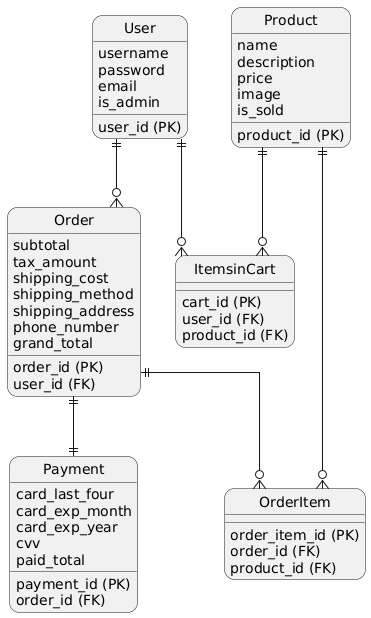 User
username
password
email
is_admin
user_id (PK)
Product
name
description
price
image
is_sold
product_id (PK)
Order
subtotal
tax_amount
shipping_cost
shipping_method
shipping_address
phone_number
grand_total
order_id (PK)
user_id (FK)
ItemsinCart
cart_id (PK)
user_id (FK)
product_id (FK)
Payment
card_last_four
card_exp_month
card_exp_year
cvv
paid_total
payment_id (PK)
order_id (FK)
OrderItem
order_item_id (PK)
order_id (FK)
product_id (FK)